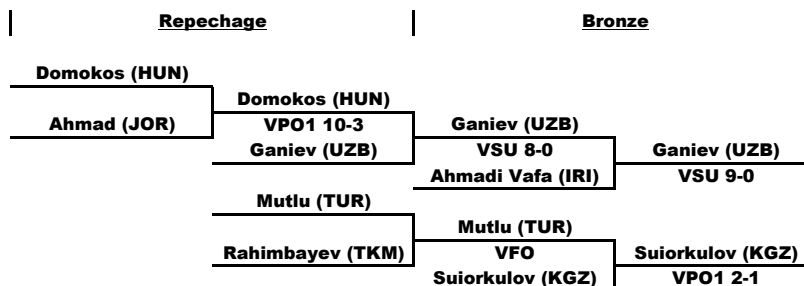 Repechage
Bronze
Domokos (HUN)
Domokos (HUN)
Ahmad (JOR)
VPO1 10-3
Ganiev (UZB)
Ganiev (UZB)
VSU 8-0
Ganiev (UZB)
Ahmadi Vafa (IRI)
VSU 9-0
Mutlu (TUR)
Mutlu (TUR)
Rahimbayev (TKM)
VFO
Suiorkulov (KGZ)
Suiorkulov (KGZ)
VPO1 2-1